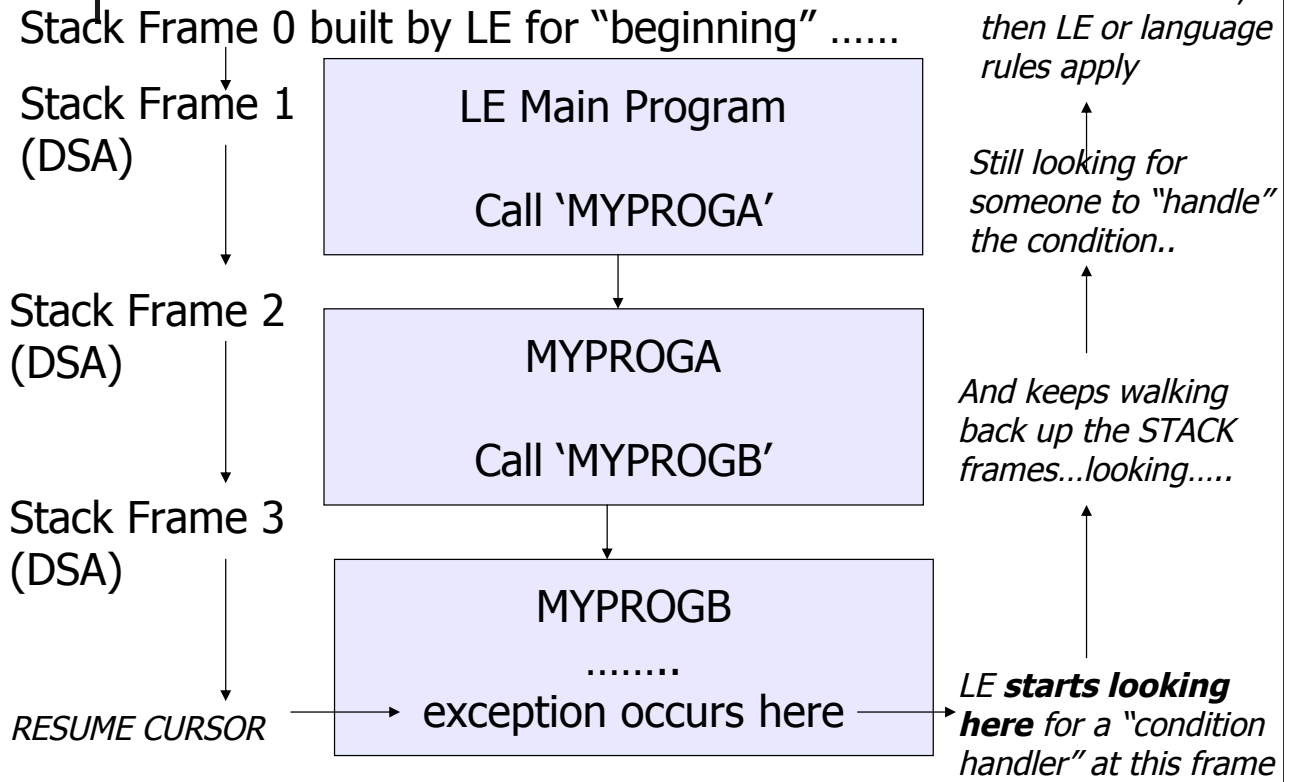 Stack Frame 0 built by LE for “beginning” ......
then LE or language
rules apply
Stack Frame 1
(DSA)
LE Main Program
Call ‘MYPROGA’
Still looking for
someone to “handle”
the condition..
Stack Frame 2
(DSA)
MYPROGA
Call ‘MYPROGB’
And keeps walking
back up the STACK
frames…looking…..
Stack Frame 3
(DSA)
MYPROGB
……..
exception occurs here
RESUME CURSOR
LE starts looking
here for a “condition
handler” at this frame